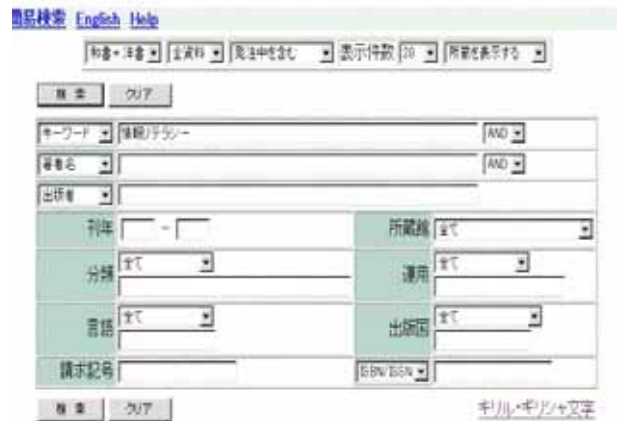 簡易検索 English Help
和書+洋書 全資料 発注中を含む 表示件数 20 所蔵を表示する
検索 クリア
キーワード 情報リテラシー AND
著者名 AND
出版者
刊年 - 所蔵館 全て
分類 全て 運用 全て
言語 全て 出版国 全て
請求記号 ISBN/ISSN
検索 クリア キリル・ギリシャ文字